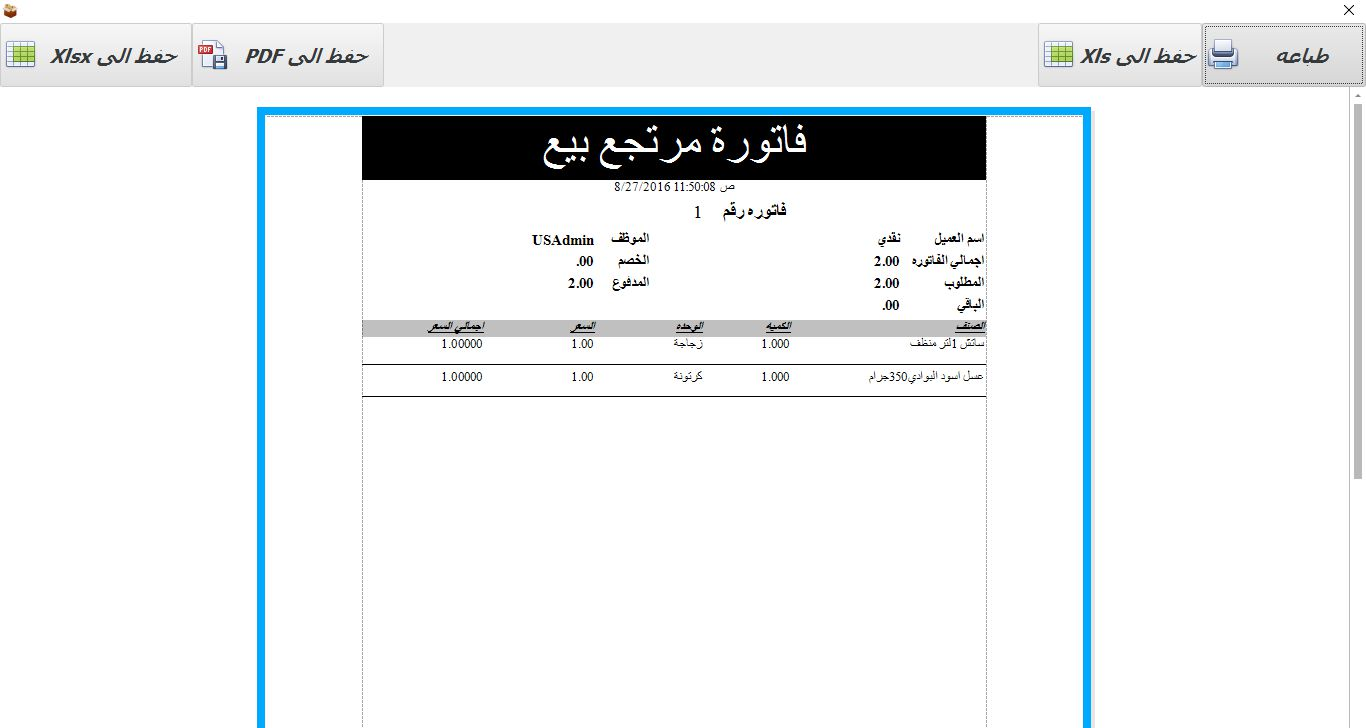 طباعه
حفظ الى Xls
حفظ الى PDF
حفظ الى Xlsx
فاتورة مرتجع بيع
8/27/2016 11:50:08 ص
فاتوره رقم 1
اسم العميل نقدي الموظف USAdmin
اجمالي الفاتوره 2.00 الخصم .00
المطلوب 2.00 المدفوع 2.00
الباقي .00
الصنف الكميه الوحده السعر اجمالي السعر
ساتش 1لتر منظف 1.000 زجاجة 1.00 1.00000
عسل اسود البوادي350جرام 1.000 كرتونة 1.00 1.00000